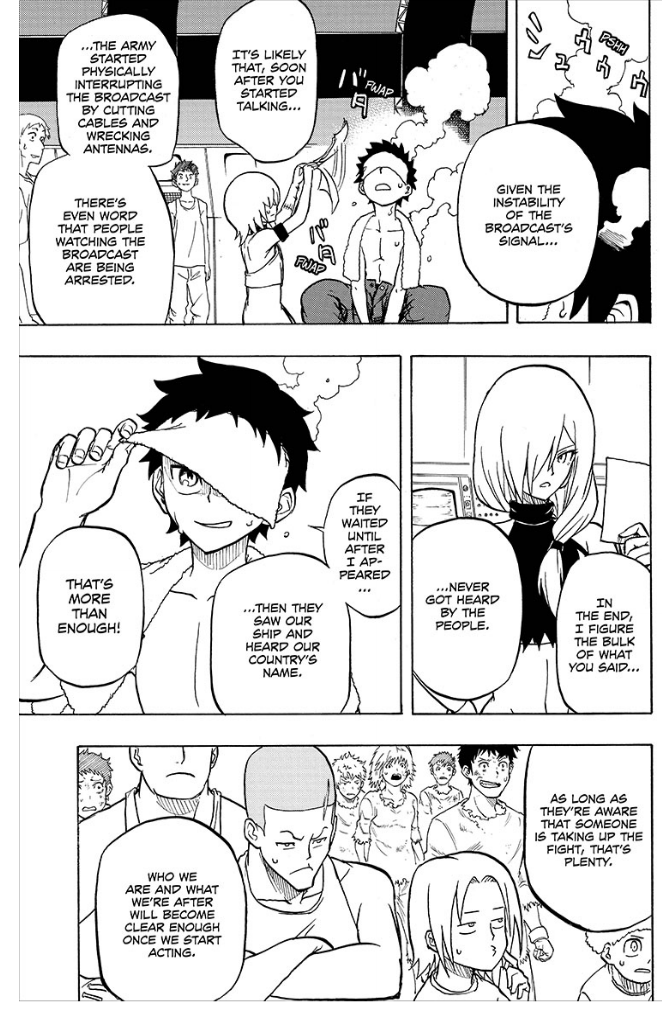 PSHH
GIVEN THE
INSTABILITY
OF THE
BROADCAST'S
SIGNAL...
IT'S LIKELY
THAT, SOON
AFTER YOU
STARTED
TALKING...
FWAP
FWAP
...THE ARMY
STARTED
PHYSICALLY
INTERRUPTING
THE BROADCAST
BY CUTTING
CABLES AND
WRECKING
ANTENNAS.
THERE'S
EVEN WORD
THAT PEOPLE
WATCHING THE
BROADCAST
ARE BEING
ARRESTED.
IN
THE END,
I FIGURE
THE BULK
OF WHAT
YOU SAID...
...NEVER
GOT HEARD
BY THE
PEOPLE.
IF
THEY
WAITED
UNTIL
AFTER
I AP-
PEARED
...
...THEN THEY
SAW OUR
SHIP AND
HEARD OUR
COUNTRY'S
NAME.
THAT'S
MORE
THAN
ENOUGH!
AS LONG AS
THEY'RE AWARE
THAT SOMEONE
IS TAKING UP THE
FIGHT, THAT'S
PLENTY.
WHO WE
ARE AND WHAT
WE'RE AFTER
WILL BECOME
CLEAR ENOUGH
ONCE WE START
ACTING.